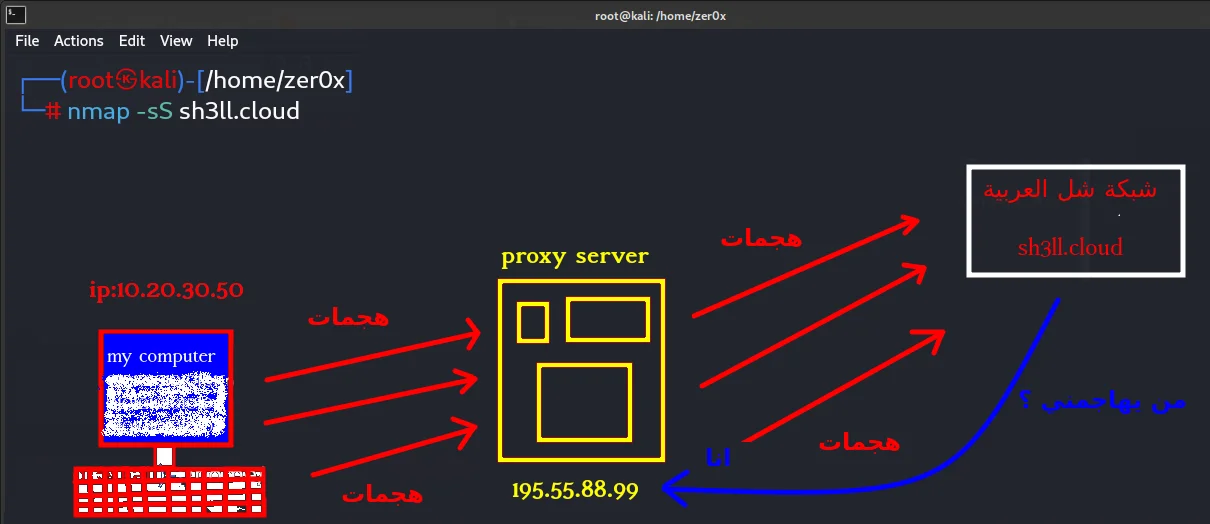 root@kali: /home/zer0x
File Actions Edit View Help
(root㉿kali)-[/home/zer0x]
# nmap -sS sh3ll.cloud
شبكة شل العربية
sh3ll.cloud
هجمات
proxy server
ip:10.20.30.50
هجمات
my computer
من يهاجمني ؟
هجمات
انا
هجمات
195.55.88.99